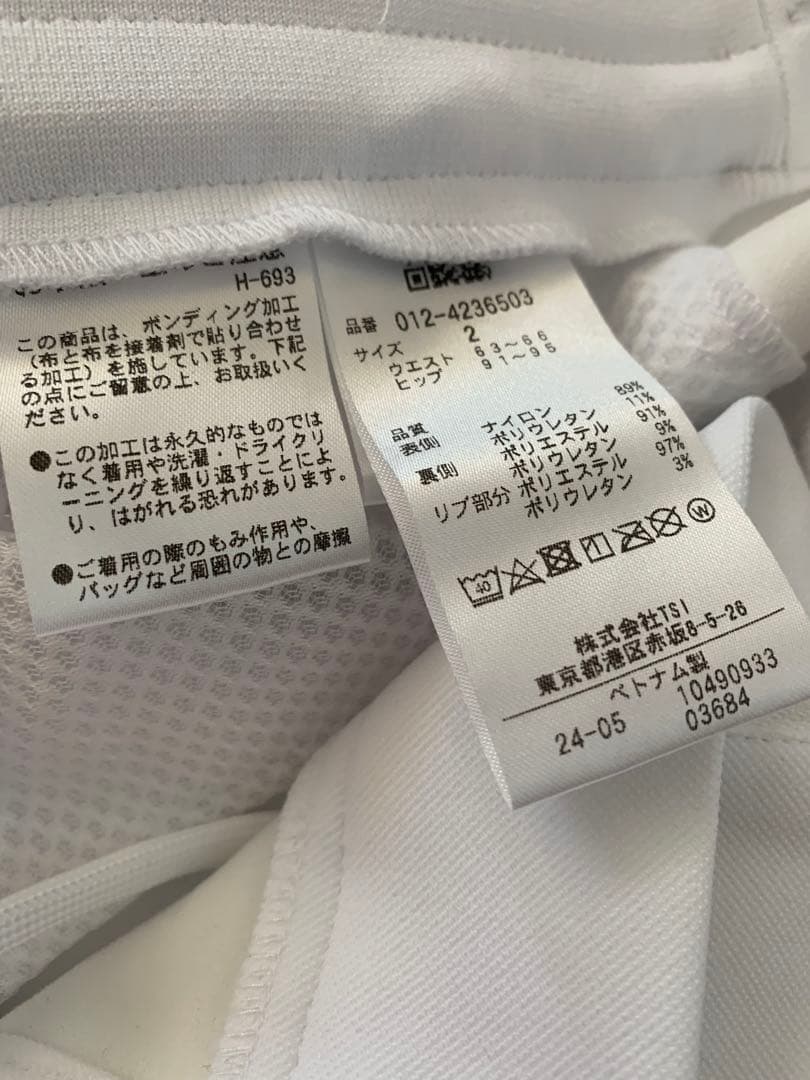 H-693
この商品は、ボンディング加工
（布と布を接着剤で貼り合わせ
る加工）を施しています。下記
の点にご留意の上、お取扱いく
ださい。
●この加工は永久的なものでは
なく着用や洗濯・ドライクリ
ーニングを繰り返すことによ
り、はがれる恐れがあります。
●ご着用の際のもみ作用や、
バッグなど周囲の物との摩擦
品番 012-4236503
サイズ 2
ウエスト 63～66
ヒップ 91～95
品質
表側 ナイロン 89%
ポリウレタン 11%
裏側 ポリエステル 91%
ポリウレタン 9%
リブ部分 ポリエステル 97%
ポリウレタン 3%
40 W
株式会社TSI
東京都港区赤坂8-5-26
ベトナム製
24-05 10490933
03684